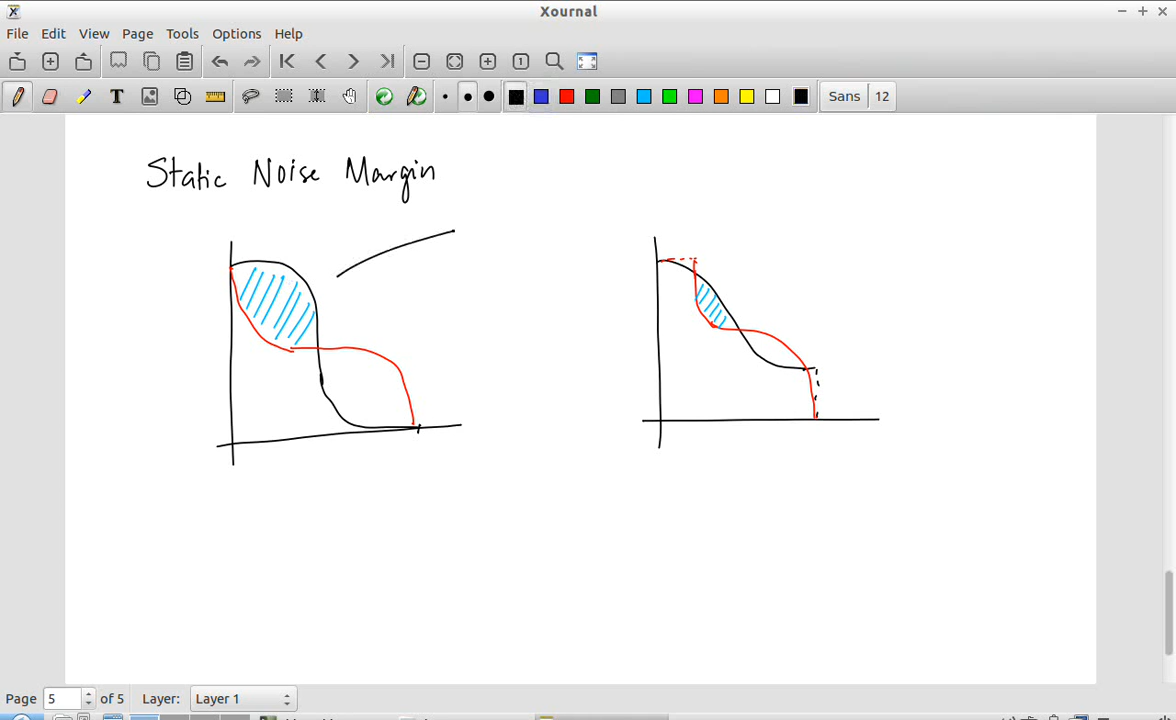 Xournal
File Edit View Page Tools Options Help
Sans 12
Static Noise Margin
Page 5 of 5 Layer: Layer 1